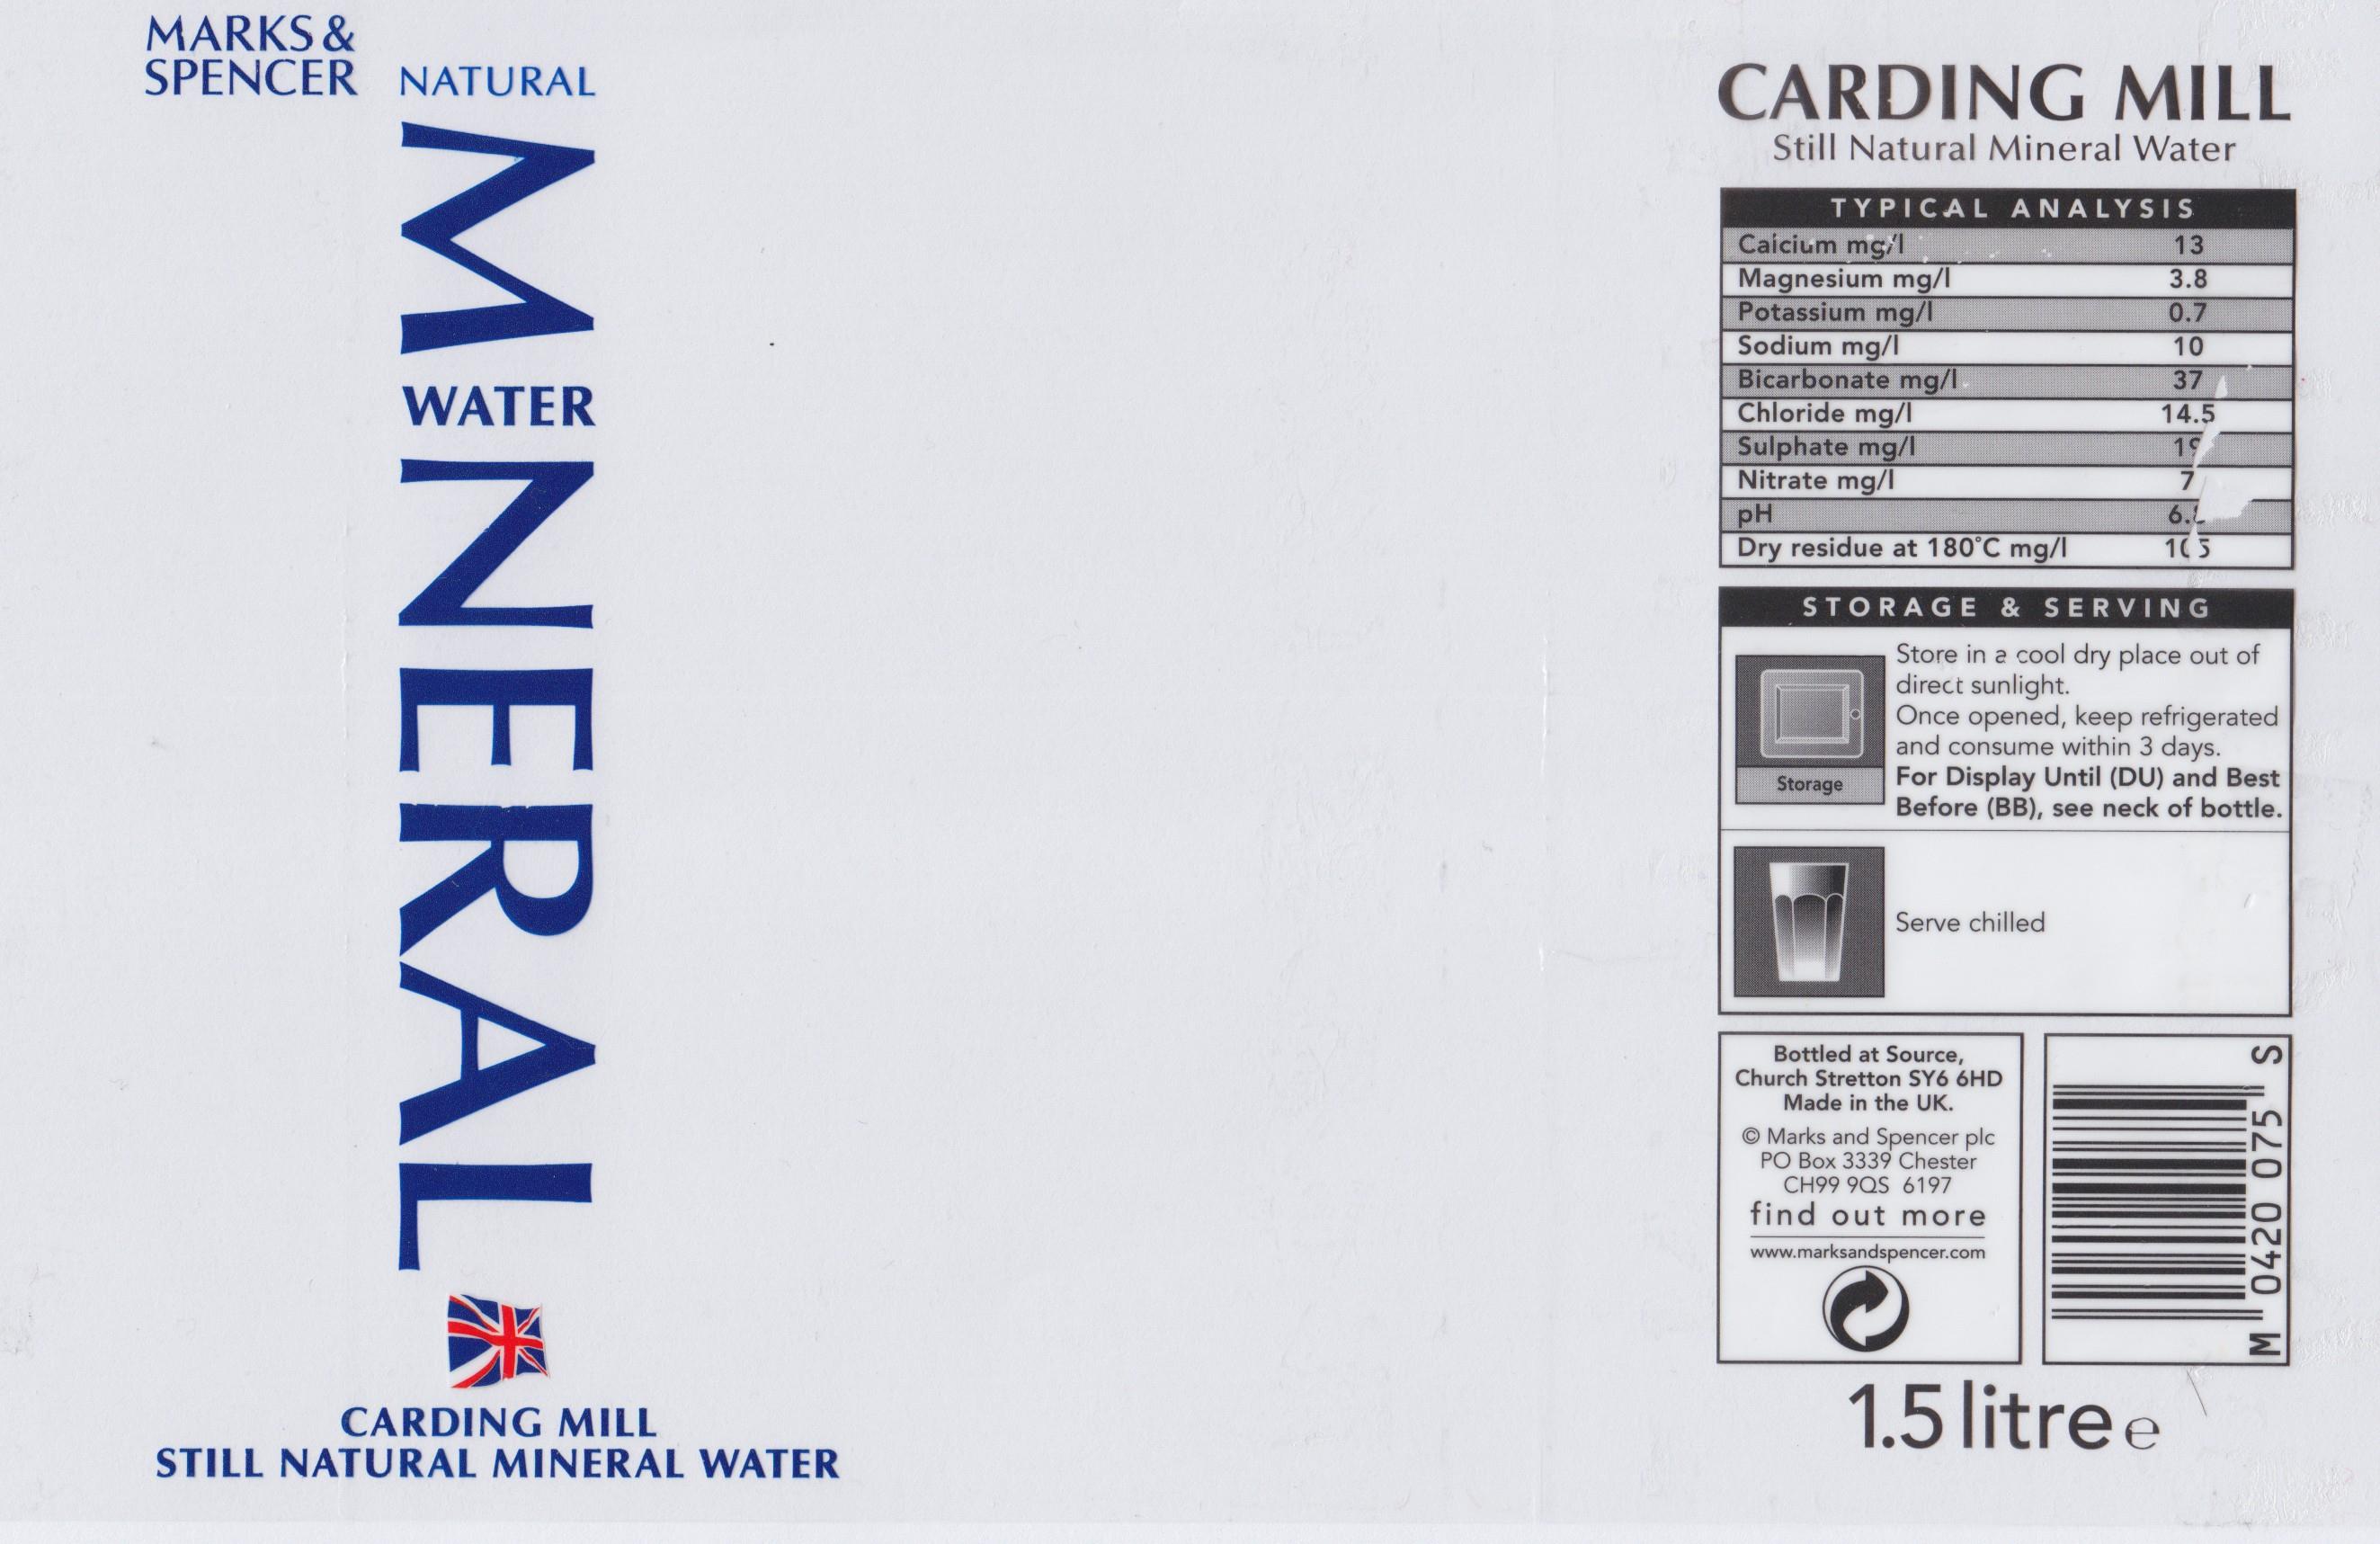 MARKS &
SPENCER
NATURAL
M
WATER
NERAL
CARDING MILL
STILL NATURAL MINERAL WATER
CARDING MILL
Still Natural Mineral Water
TYPICAL ANALYSIS
Calcium mg/l 13
Magnesium mg/l 3.8
Potassium mg/l 0.7
Sodium mg/l 10
Bicarbonate mg/l 37
Chloride mg/l 14.5
Sulphate mg/l 19
Nitrate mg/l 7
pH
Dry residue at 180°C mg/l 105
STORAGE & SERVING
Store in a cool dry place out of
direct sunlight.
Once opened, keep refrigerated
and consume within 3 days.
For Display Until (DU) and Best
Before (BB), see neck of bottle.
Storage
Serve chilled
Bottled at Source,
Church Stretton SY6 6HD
Made in the UK.
© Marks and Spencer plc
PO Box 3339 Chester
CH99 9QS 6197
find out more
www.marksandspencer.com
M 0420 075 S
1.5 litre e